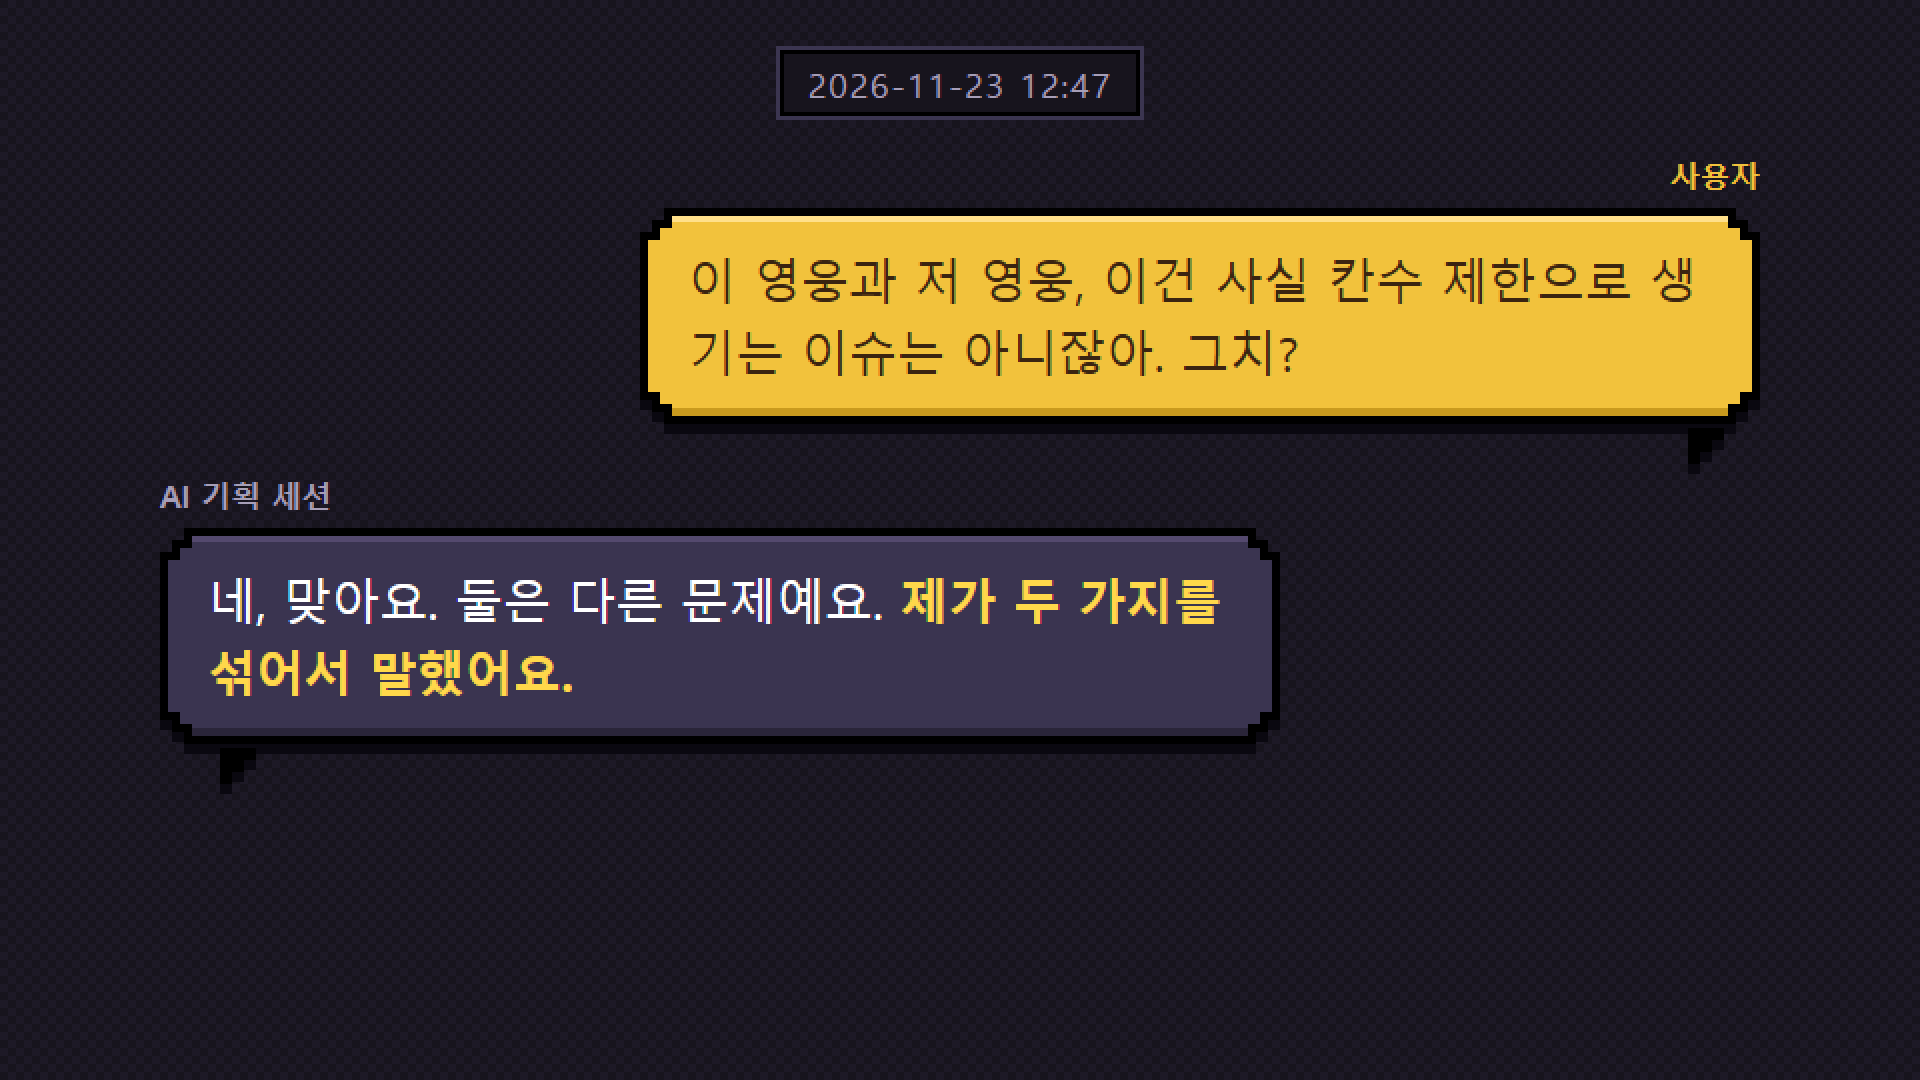 2026-11-23 12:47
사용자
이 영웅과 저 영웅, 이건 사실 칸수 제한으로 생
기는 이슈는 아니잖아. 그치?
AI 기획 세션
네, 맞아요. 둘은 다른 문제예요. 제가 두 가지를
섞어서 말했어요.